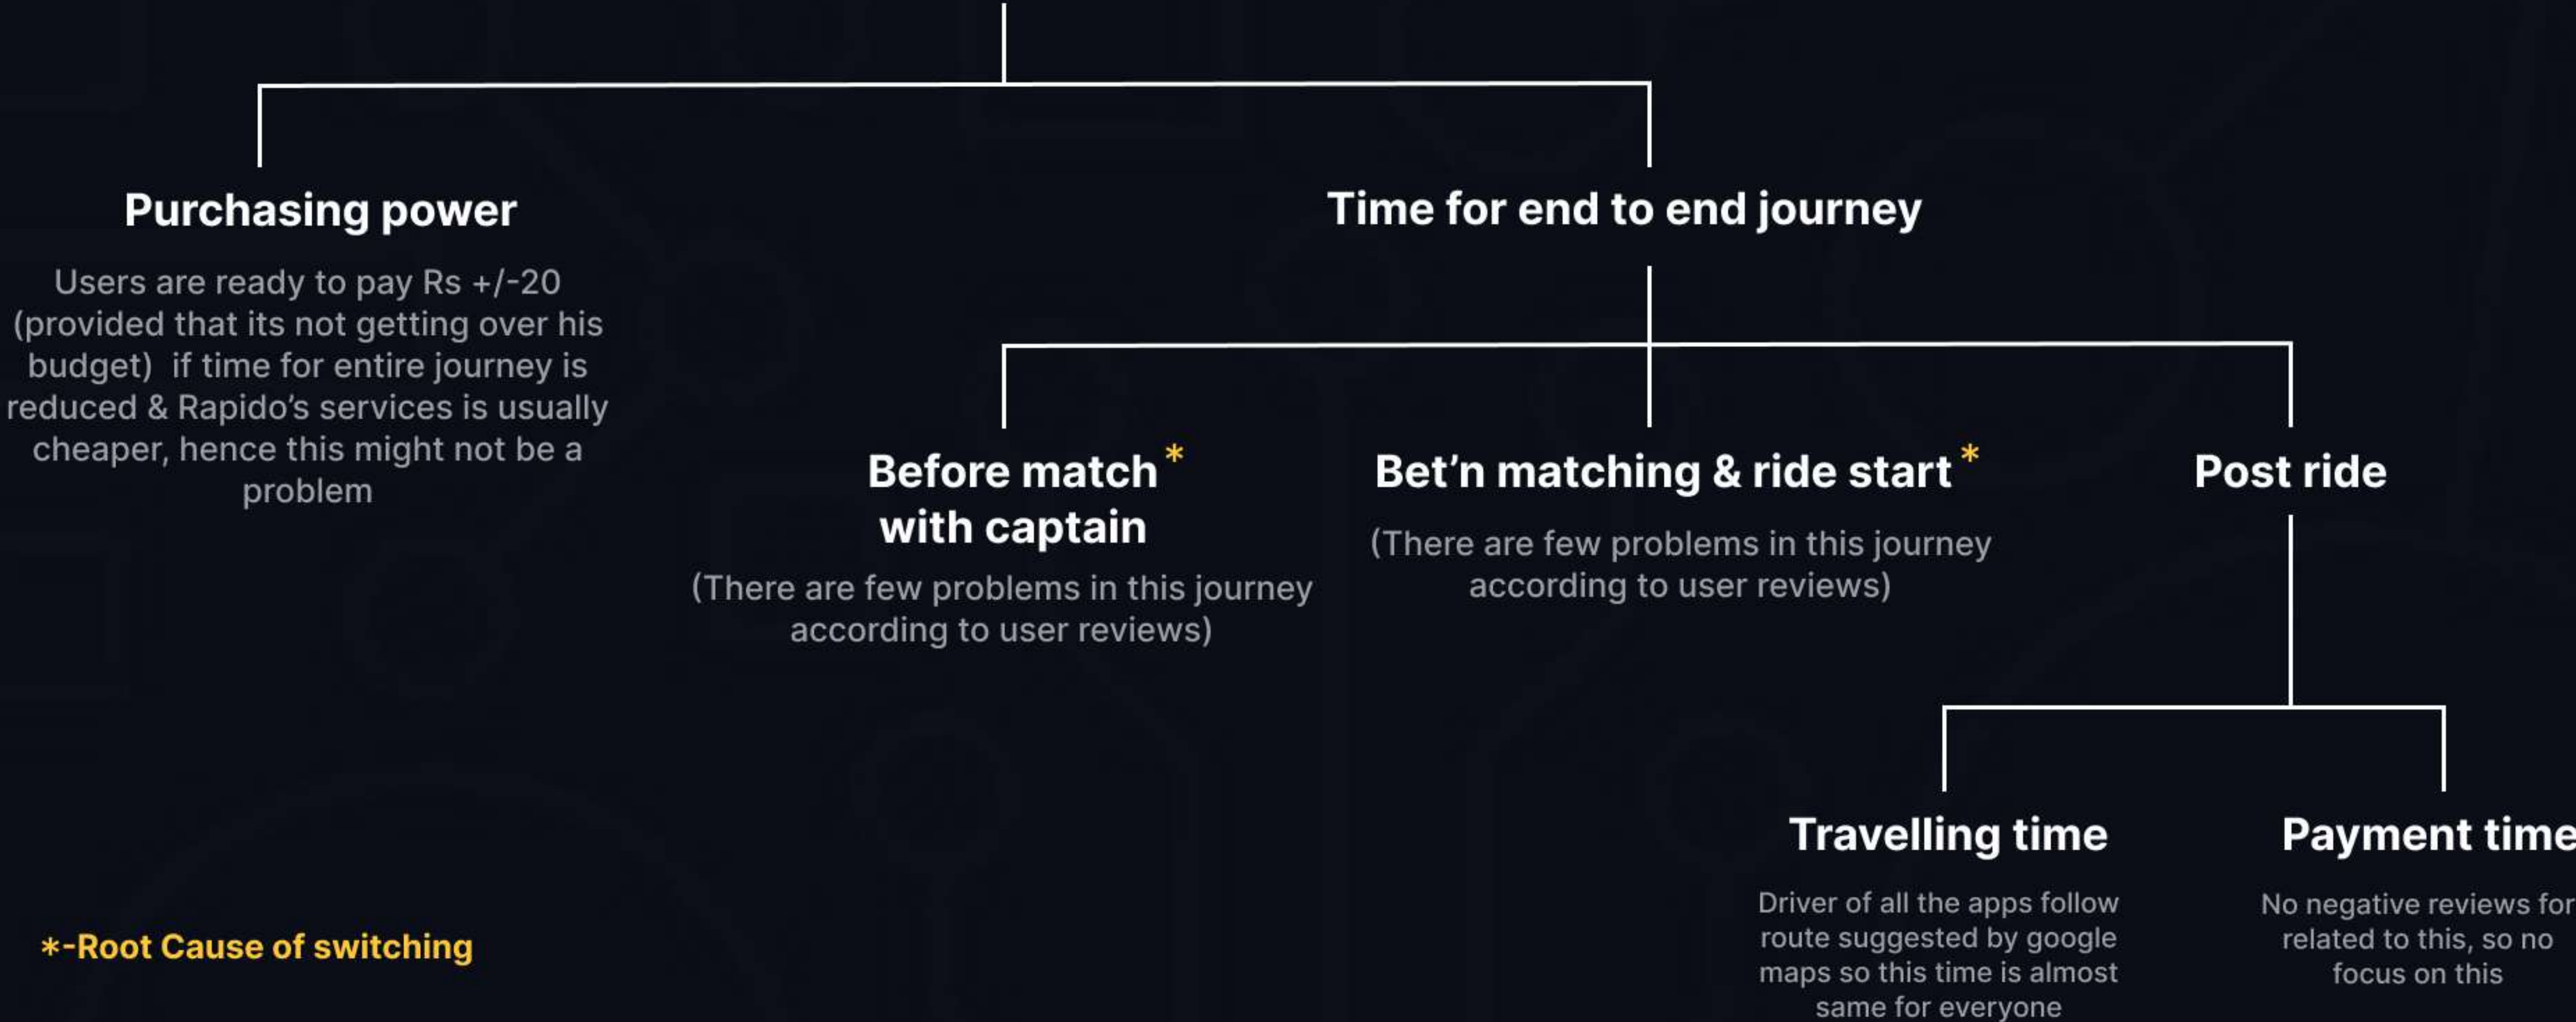 Purchasing power
Users are ready to pay Rs +/-20
(provided that its not getting over his
budget) if time for entire journey is
reduced & Rapido's services is usually
cheaper, hence this might not be a
problem
Time for end to end journey
Before match *
with captain
(There are few problems in this journey
according to user reviews)
Bet'n matching & ride start *
(There are few problems in this journey
according to user reviews)
Post ride
Travelling time
Driver of all the apps follow
route suggested by google
maps so this time is almost
same for everyone
Payment time
No negative reviews for
related to this, so no
focus on this
*-Root Cause of switching